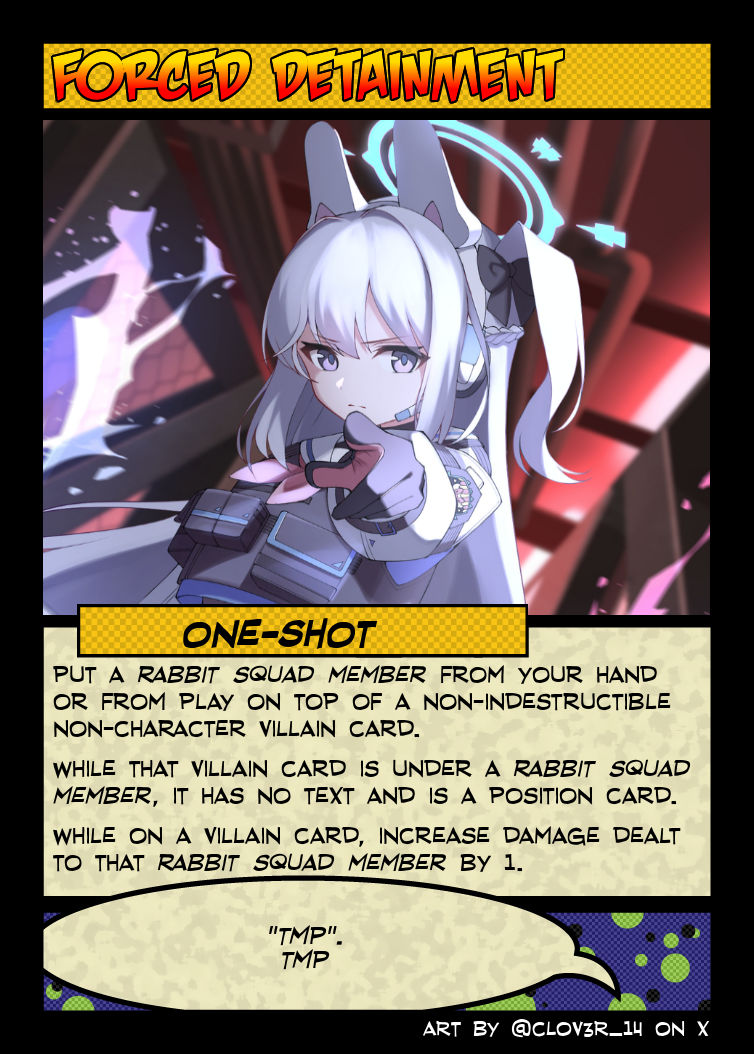 FORCED DETAINMENT
ONE-SHOT
PUT A RABBIT SQUAD MEMBER FROM YOUR HAND
OR FROM PLAY ON TOP OF A NON-INDESTRUCTIBLE
NON-CHARACTER VILLAIN CARD.
WHILE THAT VILLAIN CARD IS UNDER A RABBIT SQUAD
MEMBER, IT HAS NO TEXT AND IS A POSITION CARD.
WHILE ON A VILLAIN CARD, INCREASE DAMAGE DEALT
TO THAT RABBIT SQUAD MEMBER BY 1.
"TMP".
TMP
ART BY @CLOV3R_14 ON X